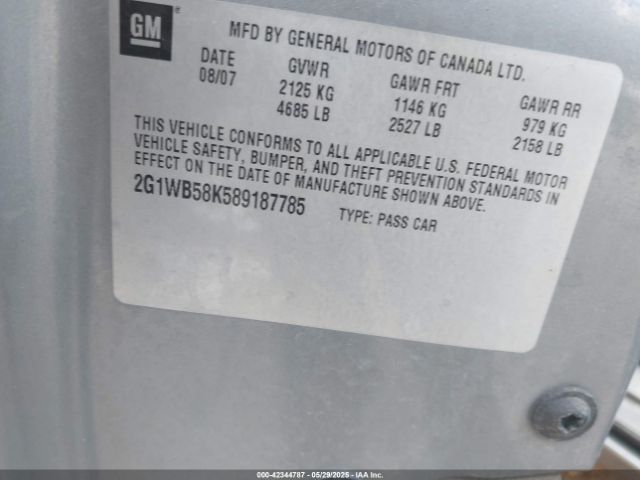 GM
MFD BY GENERAL MOTORS OF CANADA LTD.
DATE GVWR GAWR FRT GAWR RR
08/07 2125 KG 1146 KG 979 KG
4685 LB 2527 LB 2158 LB
THIS VEHICLE CONFORMS TO ALL APPLICABLE U.S. FEDERAL MOTOR
VEHICLE SAFETY, BUMPER, AND THEFT PREVENTION STANDARDS IN
EFFECT ON THE DATE OF MANUFACTURE SHOWN ABOVE.
2G1WB58K589187785 TYPE: PASS CAR
000-42344787 - 05/29/2025 - IAA Inc.